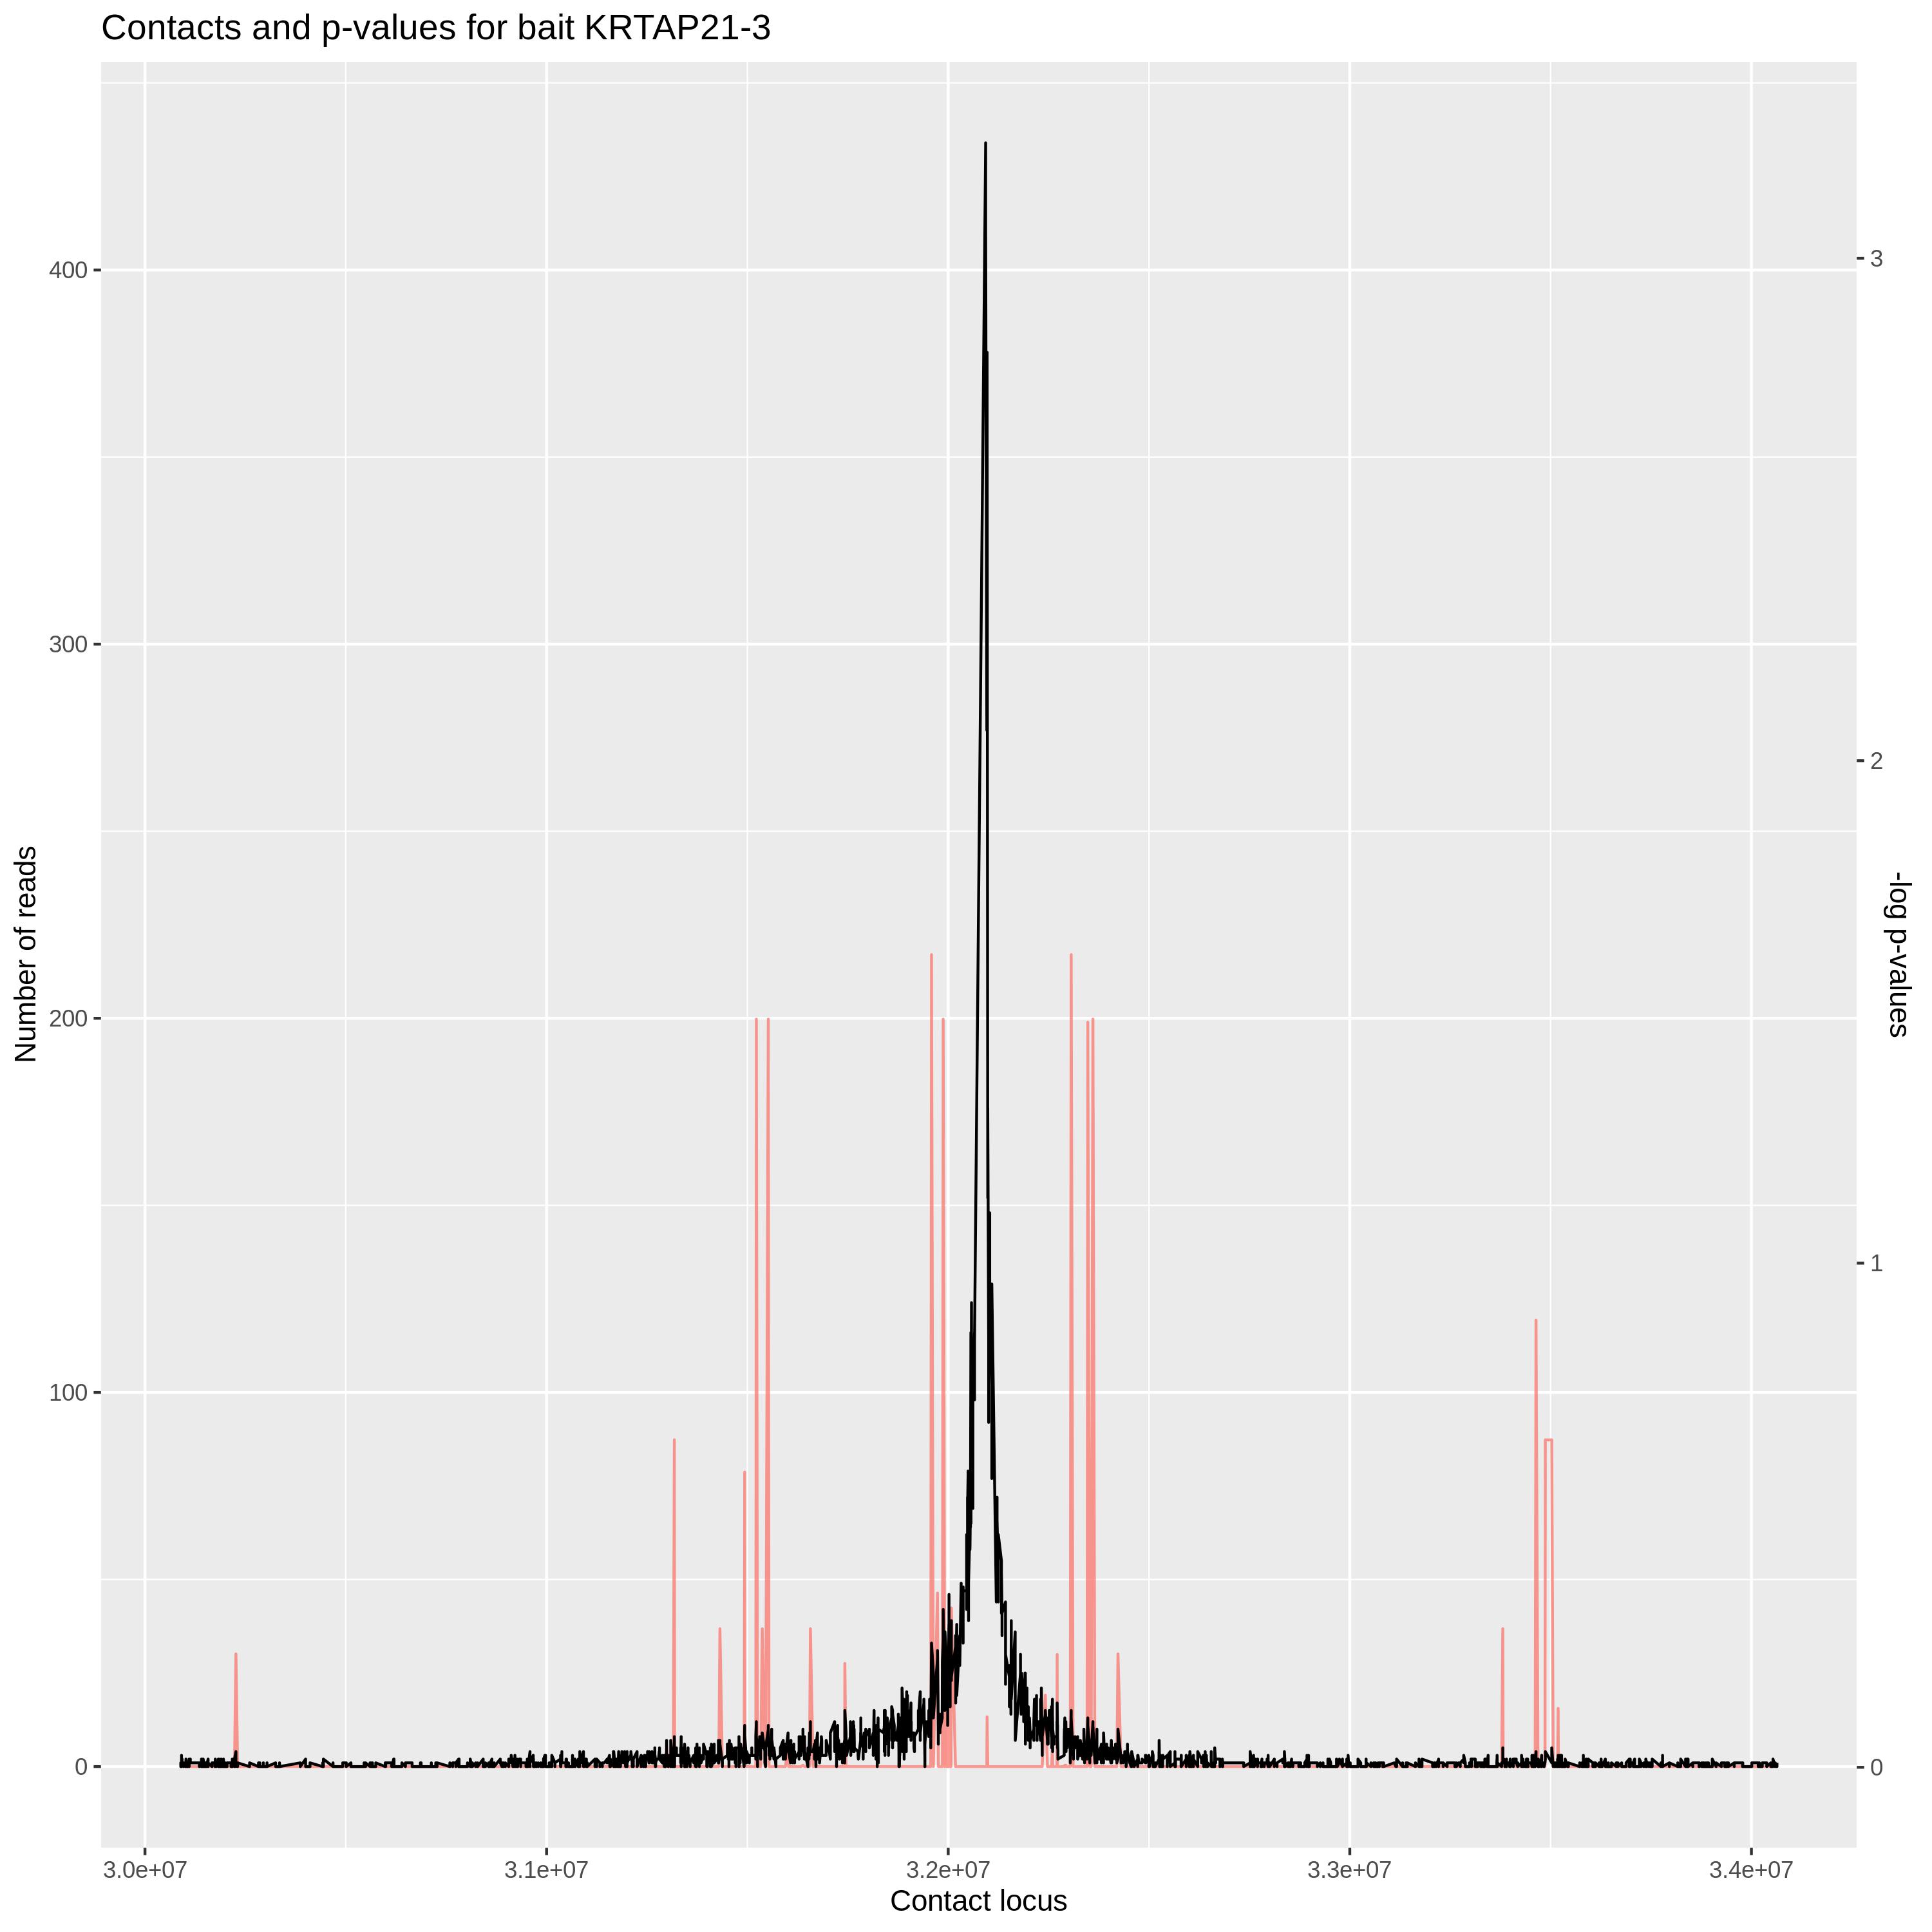 Contacts and p-values for bait KRTAP21-3
Number of reads
400
300
200
100
0
3
2
1
0
-log p-values
3.0e+07 3.1e+07 3.2e+07 3.3e+07 3.4e+07
Contact locus